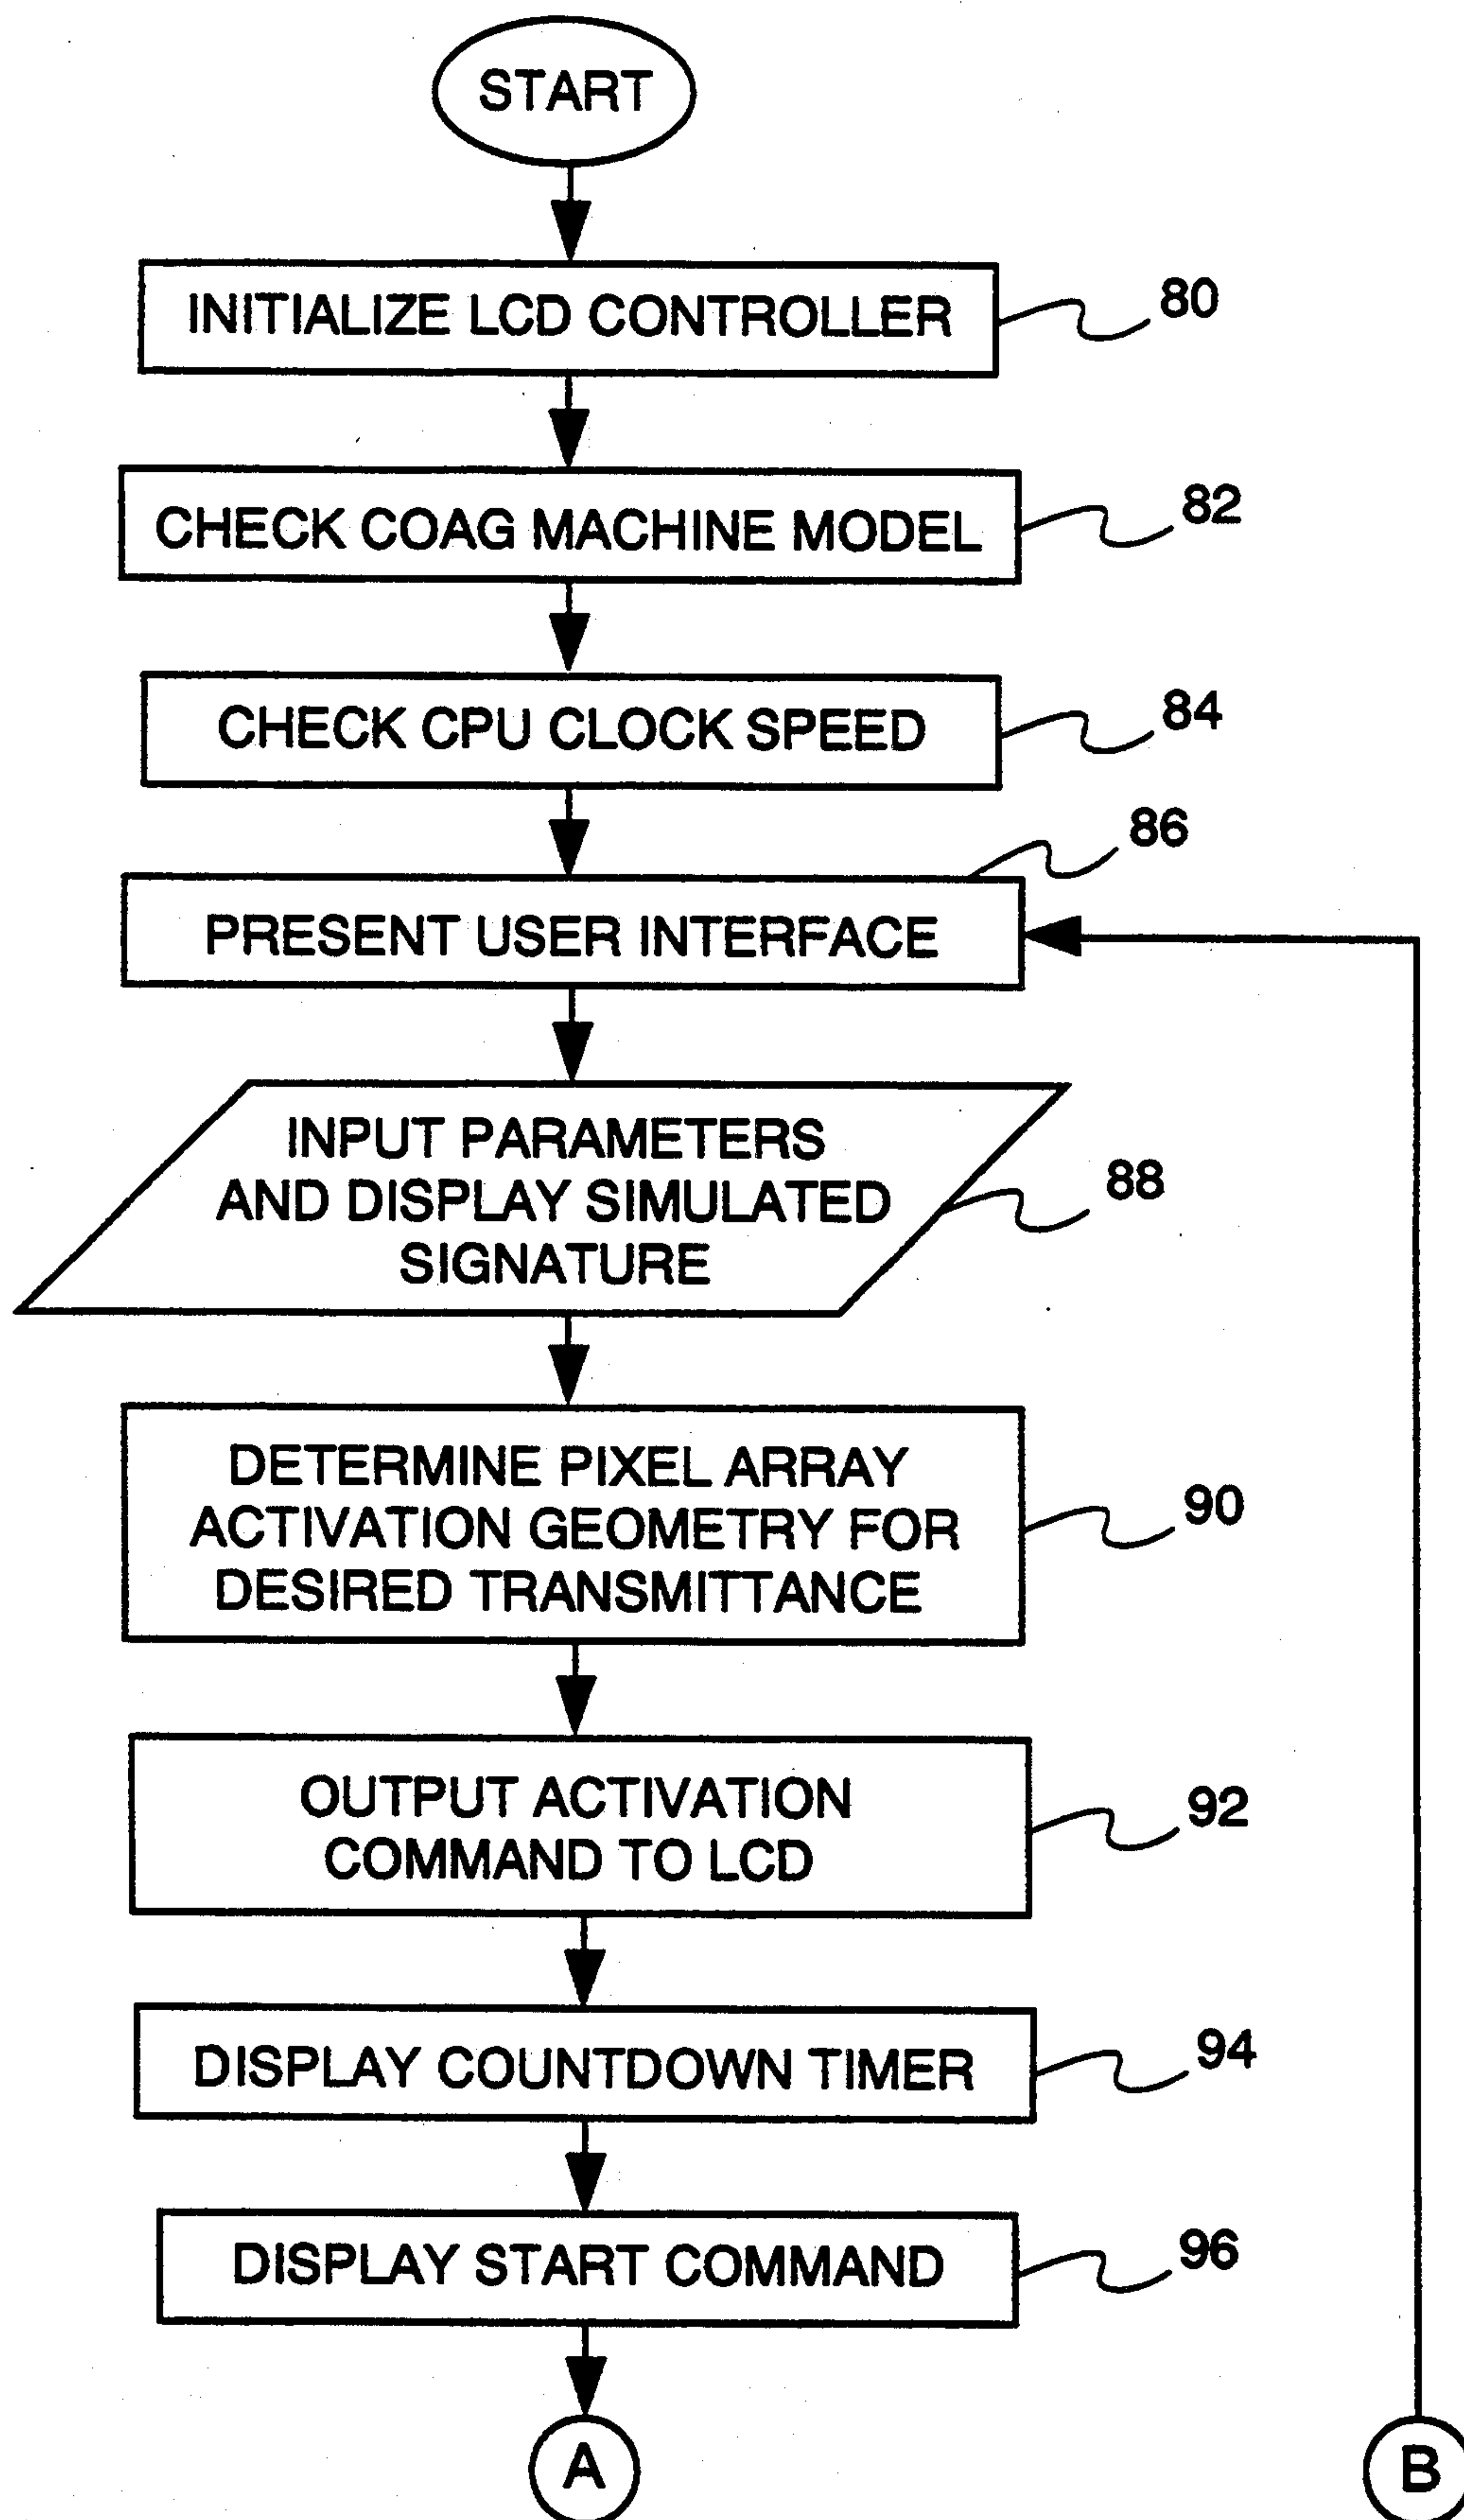 START
INITIALIZE LCD CONTROLLER
80
CHECK COAG MACHINE MODEL
82
CHECK CPU CLOCK SPEED
84
86
PRESENT USER INTERFACE
INPUT PARAMETERS
AND DISPLAY SIMULATED
SIGNATURE
88
DETERMINE PIXEL ARRAY
ACTIVATION GEOMETRY FOR
DESIRED TRANSMITTANCE
90
OUTPUT ACTIVATION
COMMAND TO LCD
92
DISPLAY COUNTDOWN TIMER
94
DISPLAY START COMMAND
96
A
B